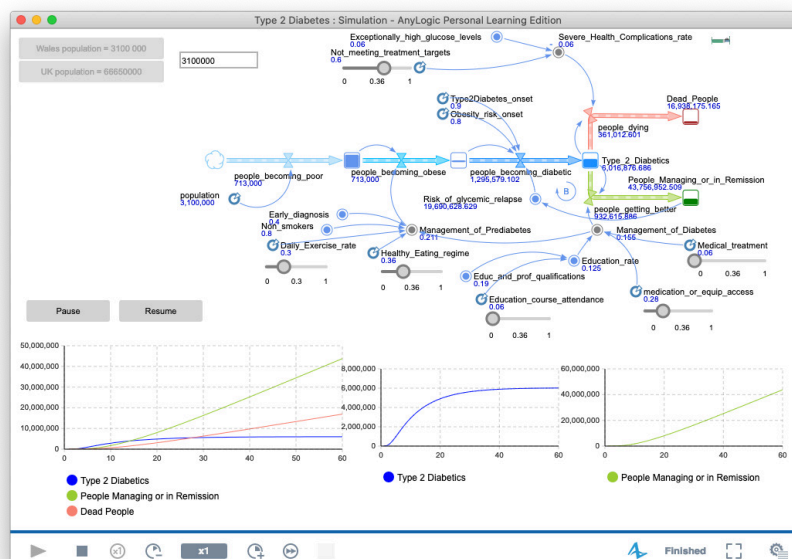 Type 2 Diabetes : Simulation - AnyLogic Personal Learning Edition
Wales population = 3100 000
UK population = 66650000
3100000
Exceptionally_high_glucose_levels
0.06
Not_meeting_treatment_targets
0.6
0 0.36 1
Severe_Health_Complications_rate
0.06
Type2Diabetes_onset
0.9
Obesity_risk_onset
0.8
Dead_People
16,938,175.165
people_dying
361,012.601
people_becoming_poor
713,000
people_becoming_obese
713,000
people_becoming_diabetic
1,295,579.102
Type_2_Diabetics
6,016,876.686
People_Managing_or_in_Remission
43,756,952.509
population
3,100,000
Risk_of_glycemic_relapse
19,690,628.629
B
people_getting_better
932,615.886
Early_diagnosis
0.4
Non_smokers
0.8
Daily_Exercise_rate
0.3
0 0.36 1
Management_of_Prediabetes
0.211
Healthy_Eating_regime
0.36
0 0.36 1
Management_of_Diabetes
0.155
Medical_treatment
0.06
0 0.36 1
Education_rate
0.125
Educ_and_prof_qualifications
0.19
Education_course_attendance
0.06
0 0.36 1
medication_or_equip_access
0.28
0 0.36 1
Pause
Resume
50,000,000
40,000,000
30,000,000
20,000,000
10,000,000
0
0 10 20 30 40 50 60
Type 2 Diabetics
People Managing or in Remission
Dead People
8,000,000
6,000,000
4,000,000
2,000,000
0
0 20 40 60
Type 2 Diabetics
60,000,000
40,000,000
20,000,000
0
0 20 40 60
People Managing or in Remission
x1
x1
Finished